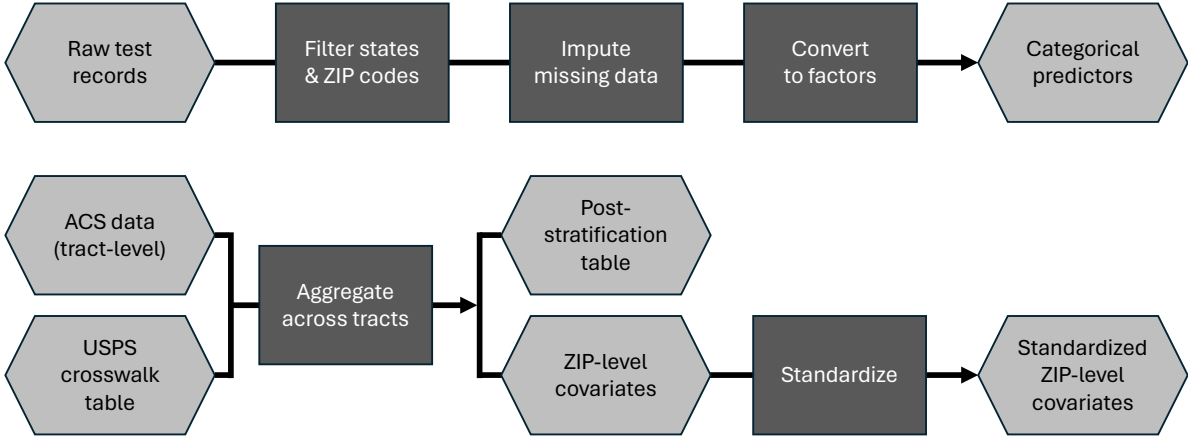 Raw test
records
Filter states
& ZIP codes
Impute
missing data
Convert
to factors
Categorical
predictors
ACS data
(tract-level)
USPS
crosswalk
table
Aggregate
across tracts
Post-
stratification
table
ZIP-level
covariates
Standardize
Standardized
ZIP-level
covariates